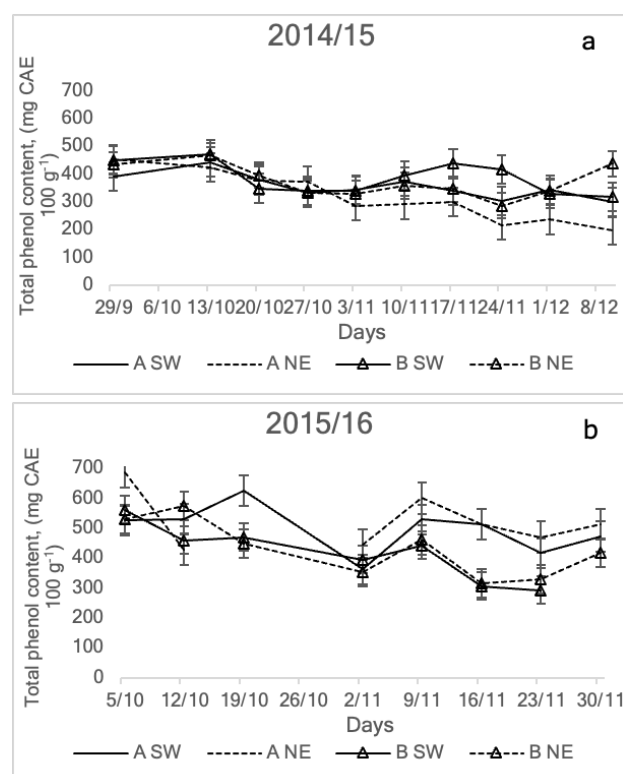 2014/15
a
Total phenol content, (mg CAE
100 g-1)
700
600
500
400
300
200
100
0
29/9 6/10 13/10 20/10 27/10 3/11 10/11 17/11 24/11 1/12 8/12
Days
A SW A NE B SW B NE
2015/16
b
Total phenol content, (mg CAE
100 g-1)
700
600
500
400
300
200
100
0
5/10 12/10 19/10 26/10 2/11 9/11 16/11 23/11 30/11
Days
A SW A NE B SW B NE